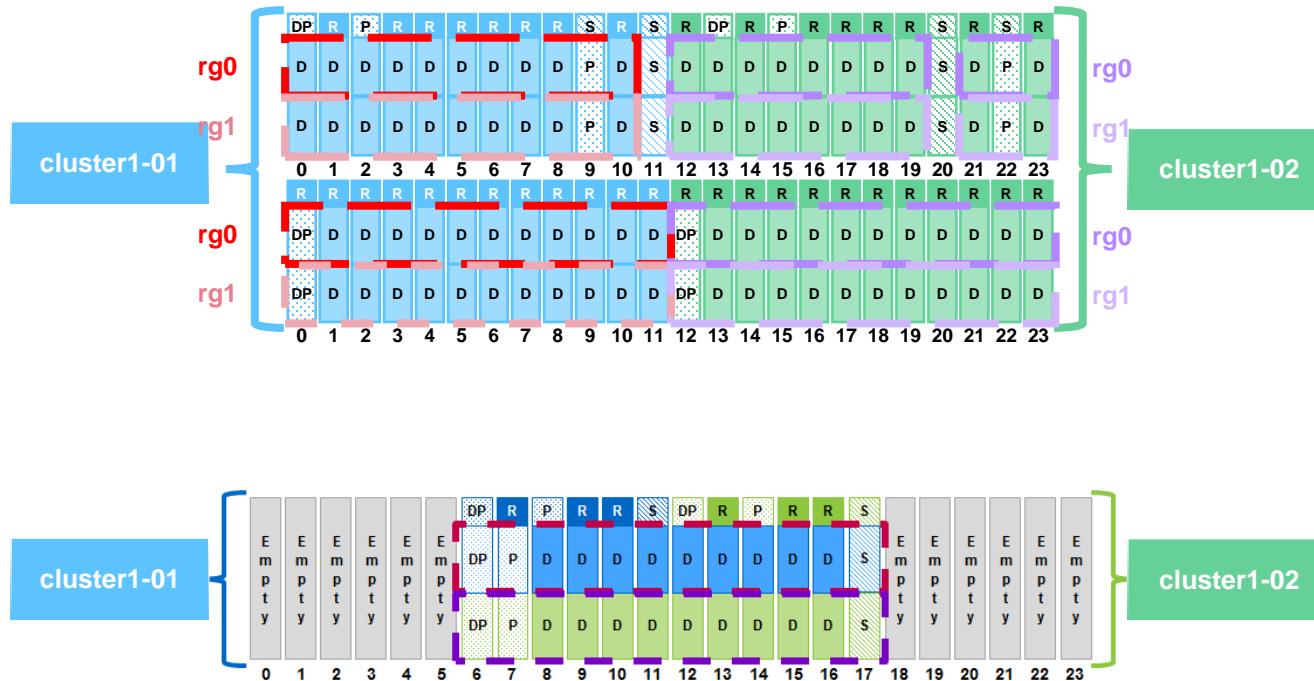 DP R P R R R R R R S R S R DP R P R R R R S R S R
rg0 D D D D D D D D D P D S D D D D D D D D S D P D rg0
rg1 D D D D D D D D D P D S D D D D D D D D S D P D rg1
cluster1-01 cluster1-02
0 1 2 3 4 5 6 7 8 9 10 11 12 13 14 15 16 17 18 19 20 21 22 23
R R R R R R R R R R R R R R R R R R R R R R R R
rg0 DP D D D D D D D D D D D DP D D D D D D D D D D D rg0
rg1 DP D D D D D D D D D D D DP D D D D D D D D D D D rg1
0 1 2 3 4 5 6 7 8 9 10 11 12 13 14 15 16 17 18 19 20 21 22 23
DP R P R R S DP R P R R S
Empty Empty Empty Empty Empty Empty DP P D D D D D D D D D S Empty Empty Empty Empty Empty Empty
cluster1-01 cluster1-02
DP P D D D D D D D D D S
0 1 2 3 4 5 6 7 8 9 10 11 12 13 14 15 16 17 18 19 20 21 22 23